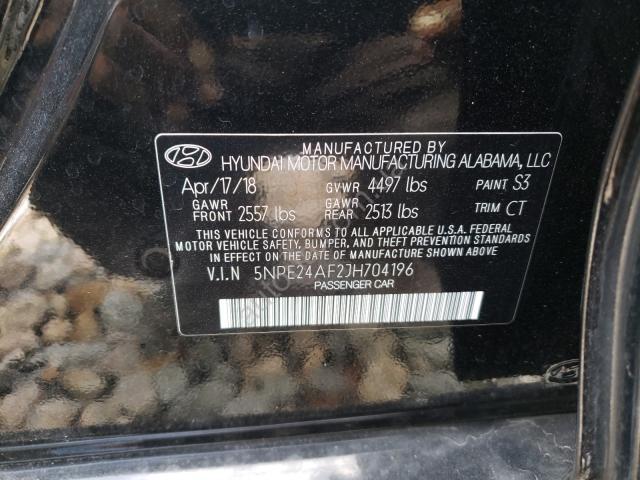 MANUFACTURED BY
HYUNDAI MOTOR MANUFACTURING ALABAMA, LLC
Apr/17/18 GVWR 4497 lbs PAINT S3
GAWR FRONT 2557 lbs GAWR REAR 2513 lbs TRIM CT
THIS VEHICLE CONFORMS TO ALL APPLICABLE U.S.A. FEDERAL
MOTOR VEHICLE SAFETY, BUMPER, AND THEFT PREVENTION STANDARDS
IN EFFECT ON THE DATE OF MANUFACTURE SHOWN ABOVE
V.I.N 5NPE24AF2JH704196
PASSENGER CAR